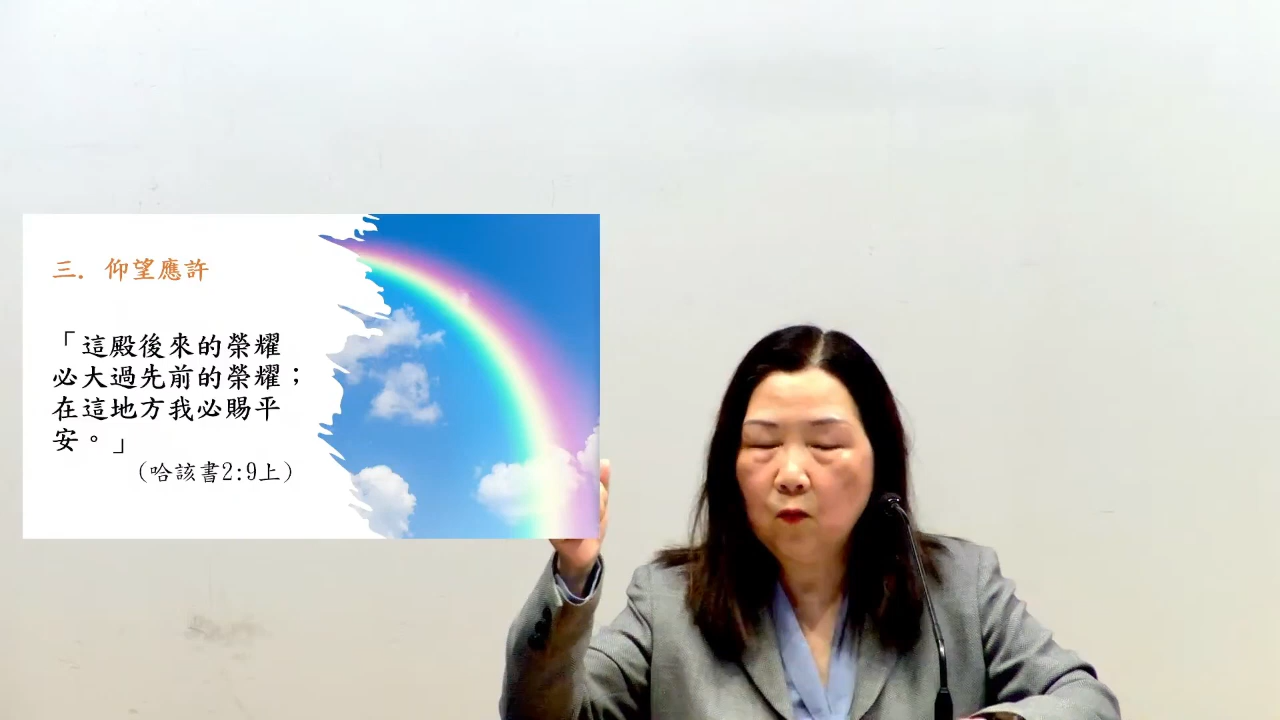 三. 仰望應許
「這殿後來的榮耀
必大過先前的榮耀；
在這地方我必賜平
安。」
(哈該書2:9上)